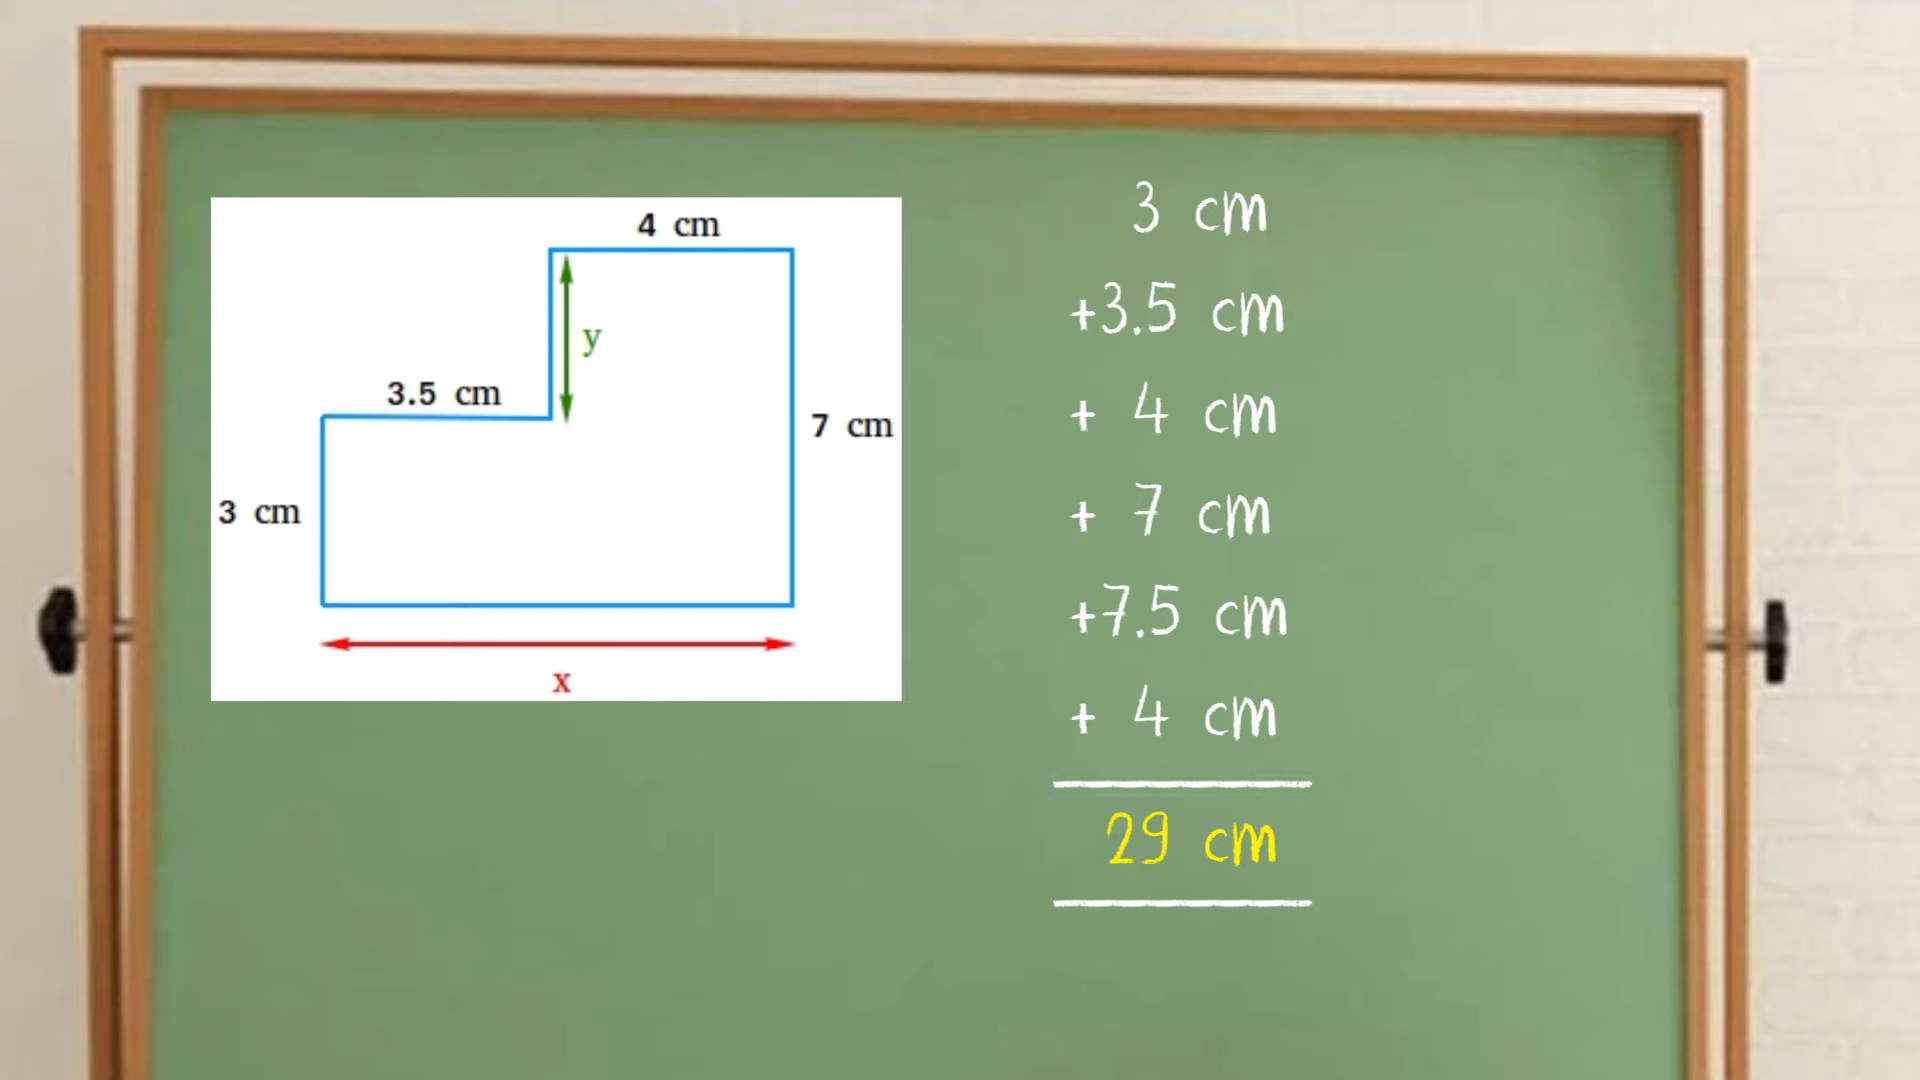 4 cm
y
3.5 cm
7 cm
3 cm
x
3 cm
+3.5 cm
+ 4 cm
+ 7 cm
+7.5 cm
+ 4 cm
29 cm